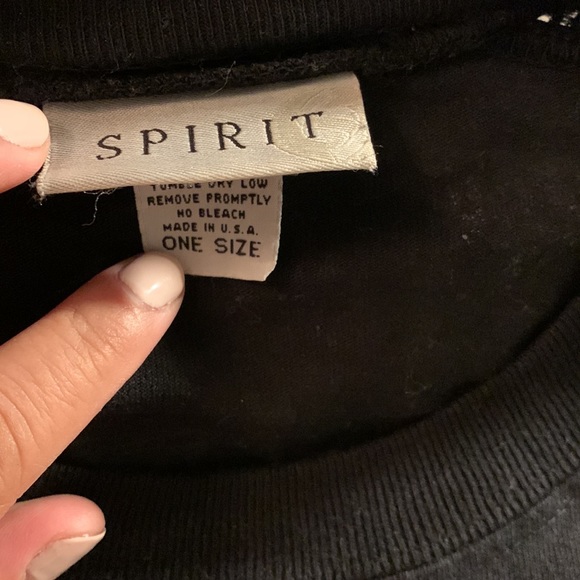 SPIRIT
TUMBLE DRY LOW
REMOVE PROMPTLY
NO BLEACH
MADE IN U.S.A.
ONE SIZE